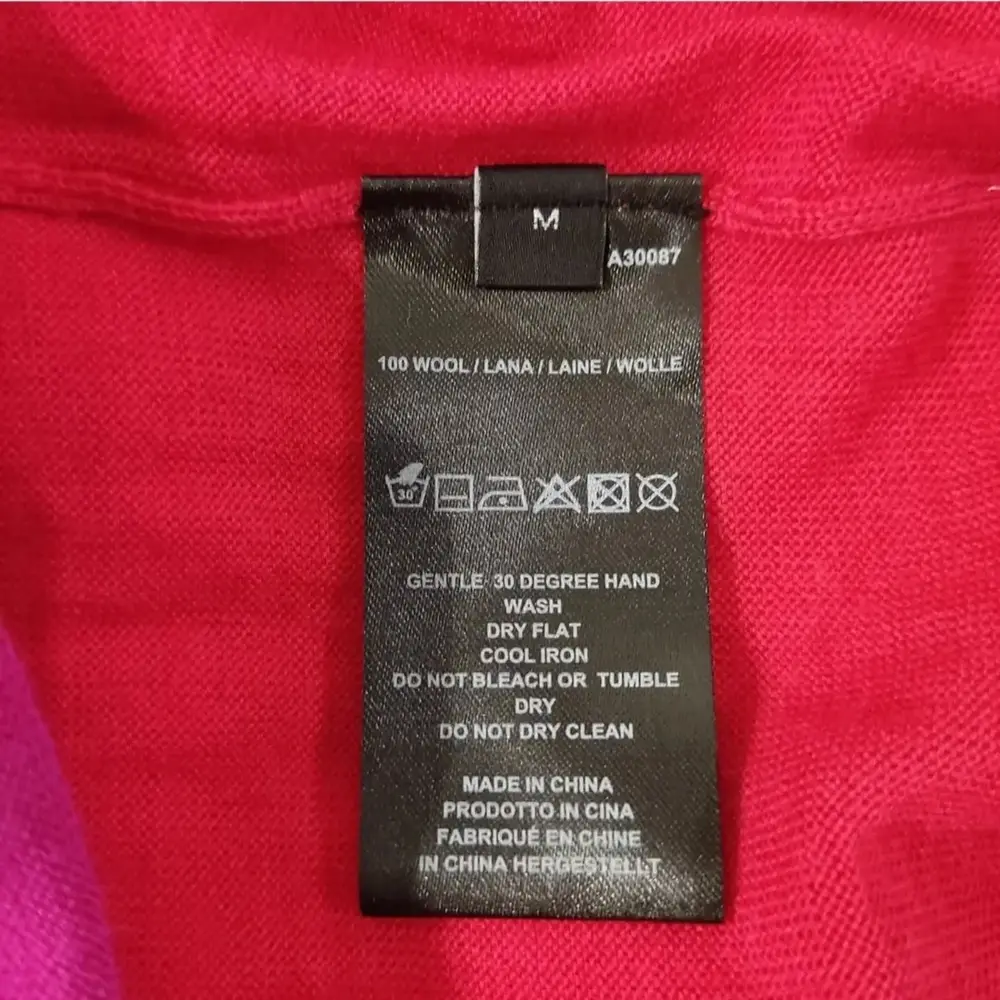 M
A30087
100 WOOL / LANA / LAINE / WOLLE
30°
GENTLE 30 DEGREE HAND
WASH
DRY FLAT
COOL IRON
DO NOT BLEACH OR TUMBLE
DRY
DO NOT DRY CLEAN
MADE IN CHINA
PRODOTTO IN CINA
FABRIQUÉ EN CHINE
IN CHINA HERGESTELLT